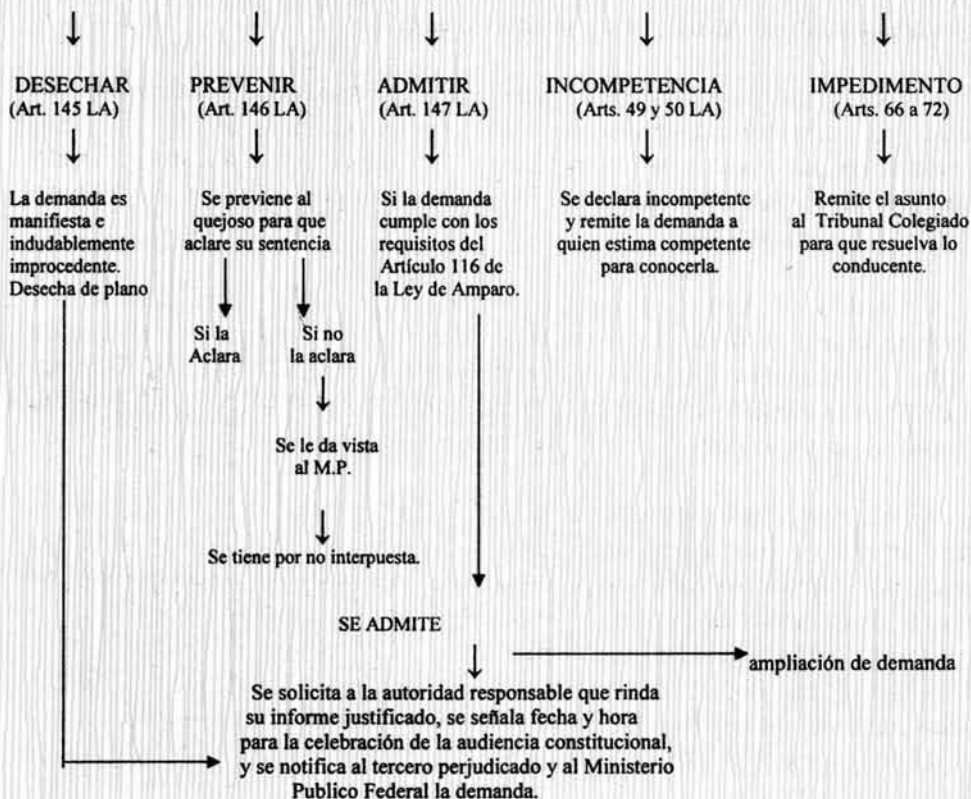 DESECHAR
(Art. 145 LA)
PREVENIR
(Art. 146 LA)
ADMITIR
(Art. 147 LA)
INCOMPETENCIA
(Arts. 49 y 50 LA)
IMPEDIMENTO
(Arts. 66 a 72)
La demanda es
manifiesta e
indudablemente
improcedente.
Desecha de plano
Se previene al
quejoso para que
aclare su sentencia
Si la demanda
cumple con los
requisitos del
Artículo 116 de
la Ley de Amparo.
Se declara incompetente
y remite la demanda a
quien estima competente
para conocerla.
Remite el asunto
al Tribunal Colegiado
para que resuelva lo
conducente.
Si la
Aclara
Si no
la aclara
Se le da vista
al M.P.
Se tiene por no interpuesta.
SE ADMITE
ampliación de demanda
Se solicita a la autoridad responsable que rinda
su informe justificado, se señala fecha y hora
para la celebración de la audiencia constitucional,
y se notifica al tercero perjudicado y al Ministerio
Publico Federal la demanda.